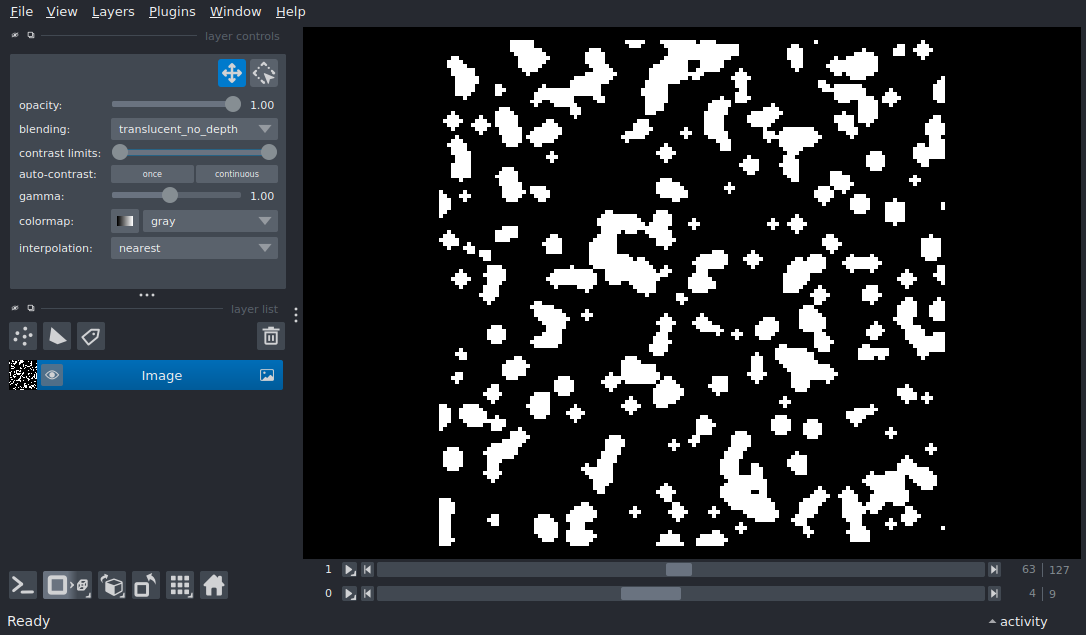 File View Layers Plugins Window Help
layer controls
opacity: 1.00
blending: translucent_no_depth
contrast limits:
auto-contrast: once continuous
gamma: 1.00
colormap: gray
interpolation: nearest
layer list
Image
1 63 127
0 4 9
Ready activity